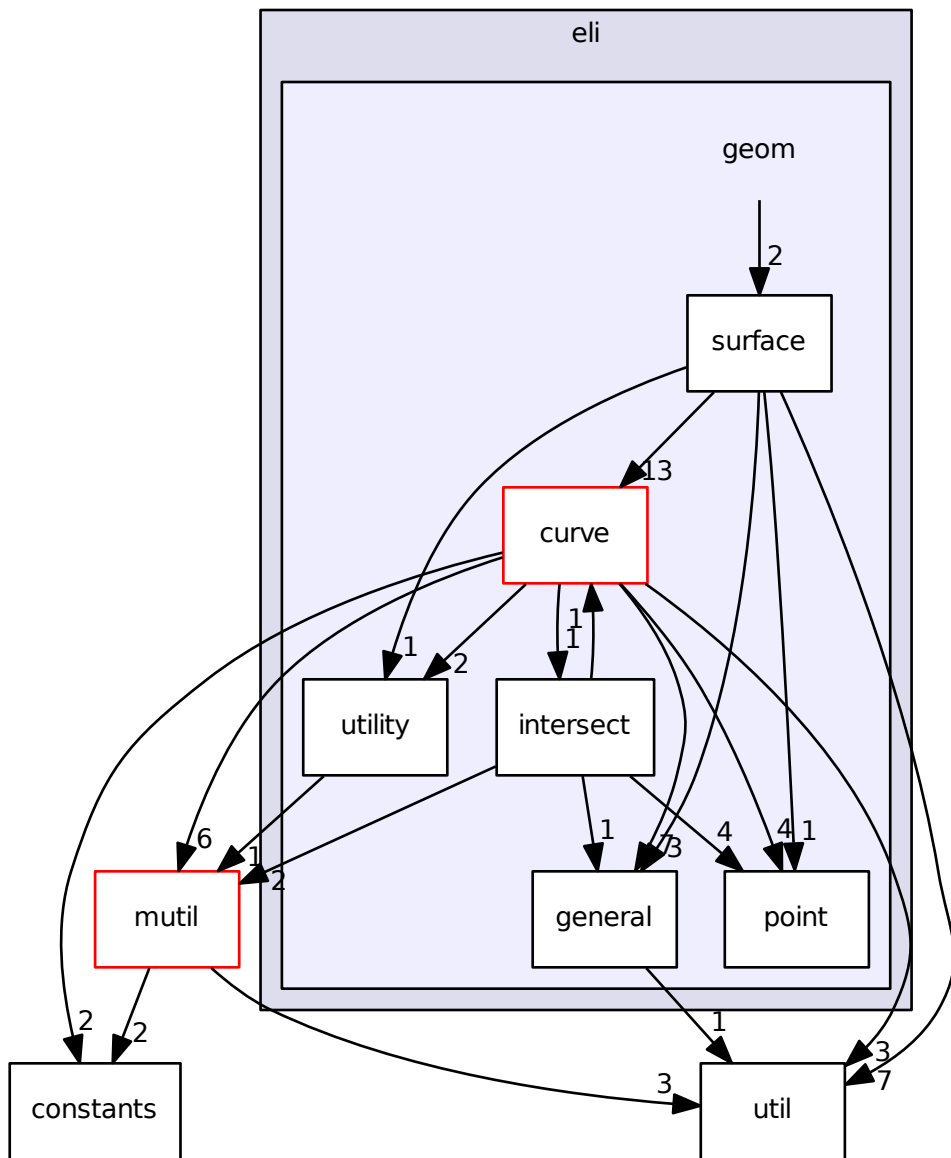 eli
geom
2
surface
13
curve
1
1
1
2
utility
intersect
6
1
2
1
7
3
4
4
1
mutil
general
point
2
2
1
3
3
7
constants
util